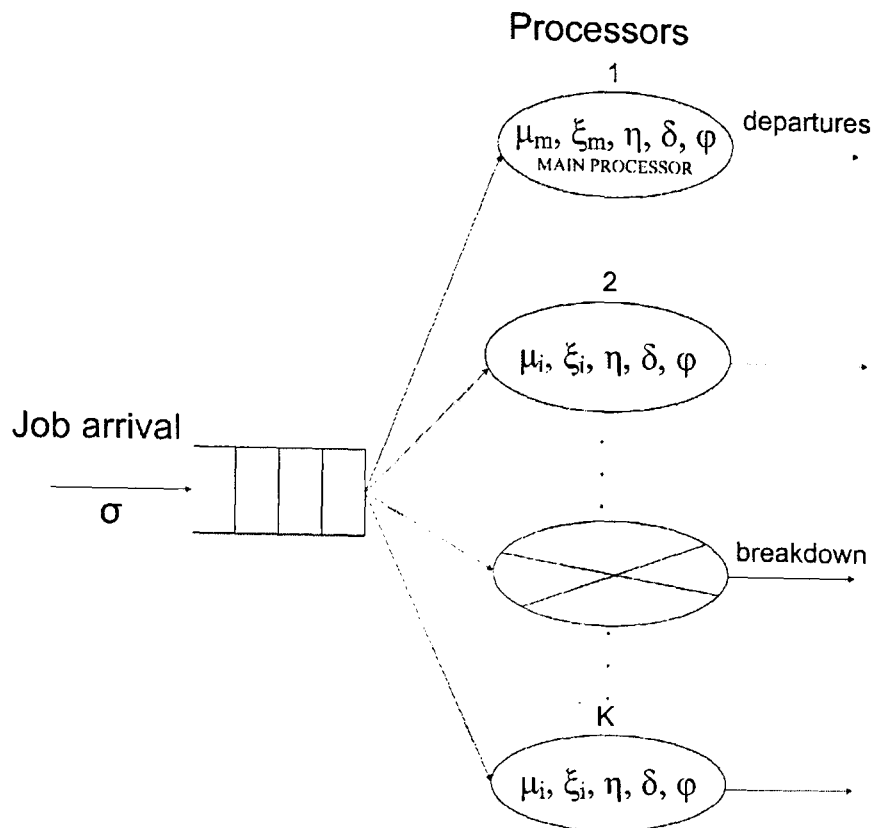 Processors
1
μm, ξm, η, δ, φ
MAIN PROCESSOR
departures
2
μi, ξi, η, δ, φ
Job arrival
σ
breakdown
K
μi, ξi, η, δ, φ